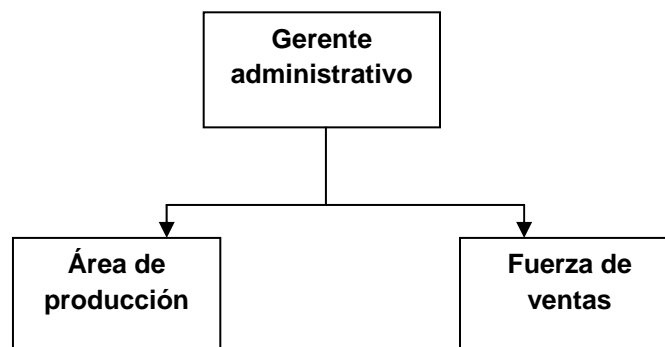 Gerente
administrativo
Área de
producción
Fuerza de
ventas